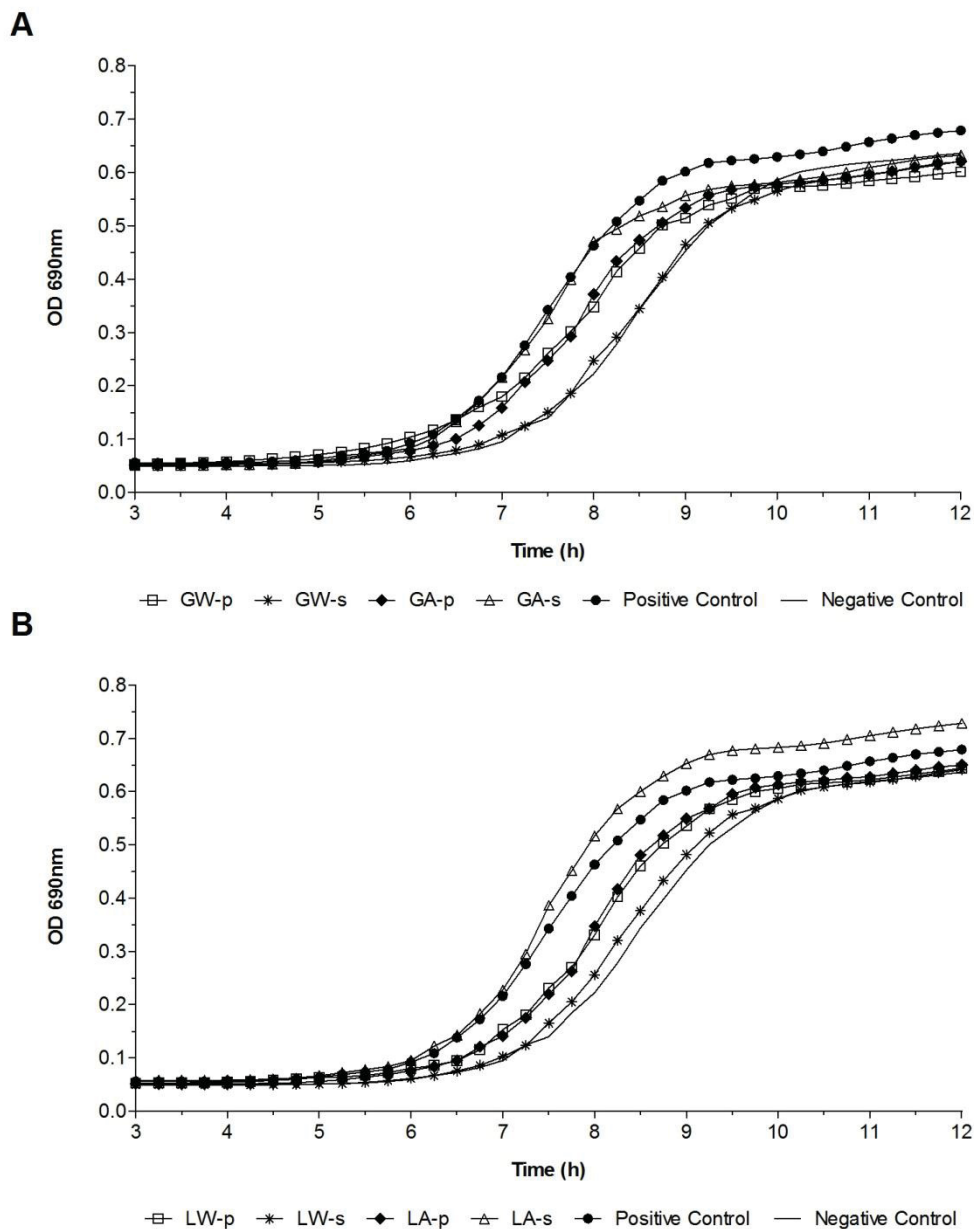 A
0.8
0.7
0.6
0.5
0.4
0.3
0.2
0.1
0.0
OD 690nm
3 4 5 6 7 8 9 10 11 12
Time (h)
GW-p GW-s GA-p GA-s Positive Control Negative Control
B
0.8
0.7
0.6
0.5
0.4
0.3
0.2
0.1
0.0
OD 690nm
3 4 5 6 7 8 9 10 11 12
Time (h)
LW-p LW-s LA-p LA-s Positive Control Negative Control